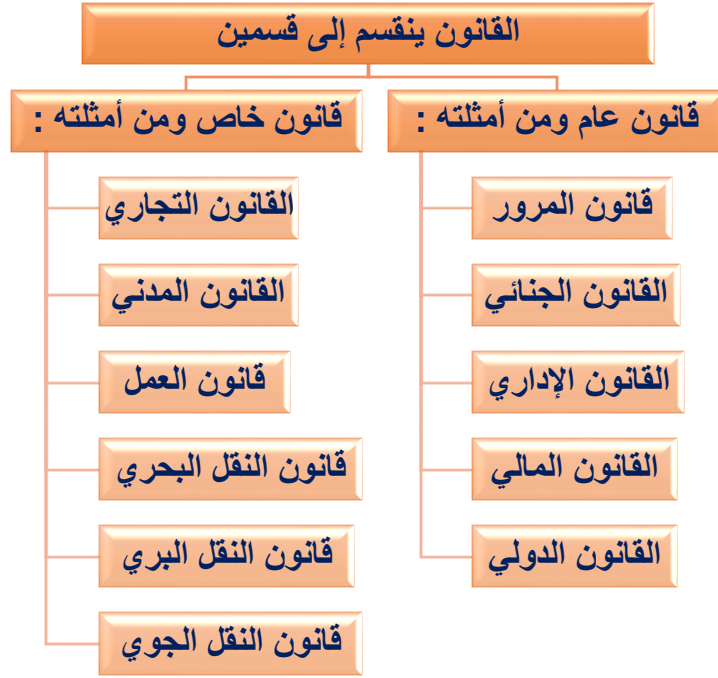 القانون ينقسم إلى قسمين
قانون عام ومن أمثلته :
قانون المرور
القانون الجنائي
القانون الإداري
القانون المالي
القانون الدولي
قانون خاص ومن أمثلته :
القانون التجاري
القانون المدني
قانون العمل
قانون النقل البحري
قانون النقل البري
قانون النقل الجوي